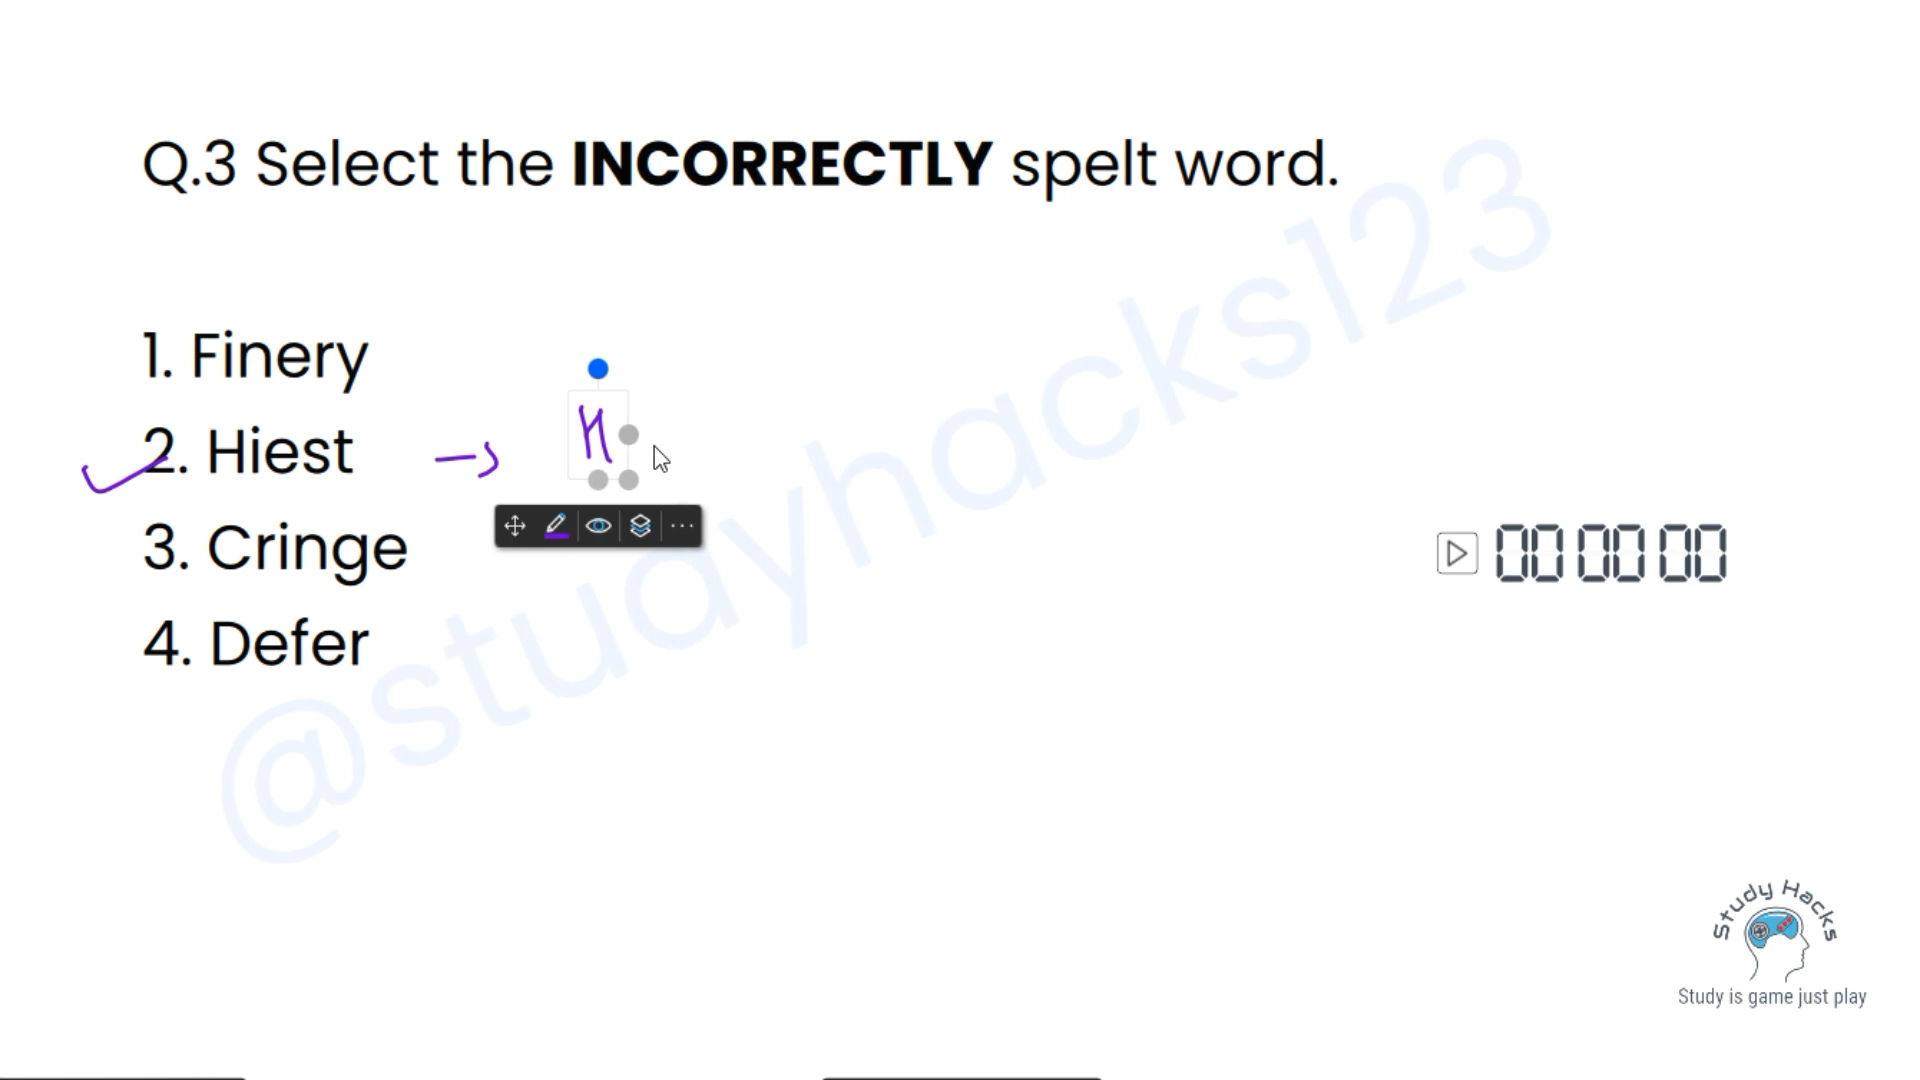 Q.3 Select the INCORRECTLY spelt word.
1. Finery
2. Hiest → H
3. Cringe
4. Defer
00 00 00
@studyhacks123
Study Hacks
Study is game just play